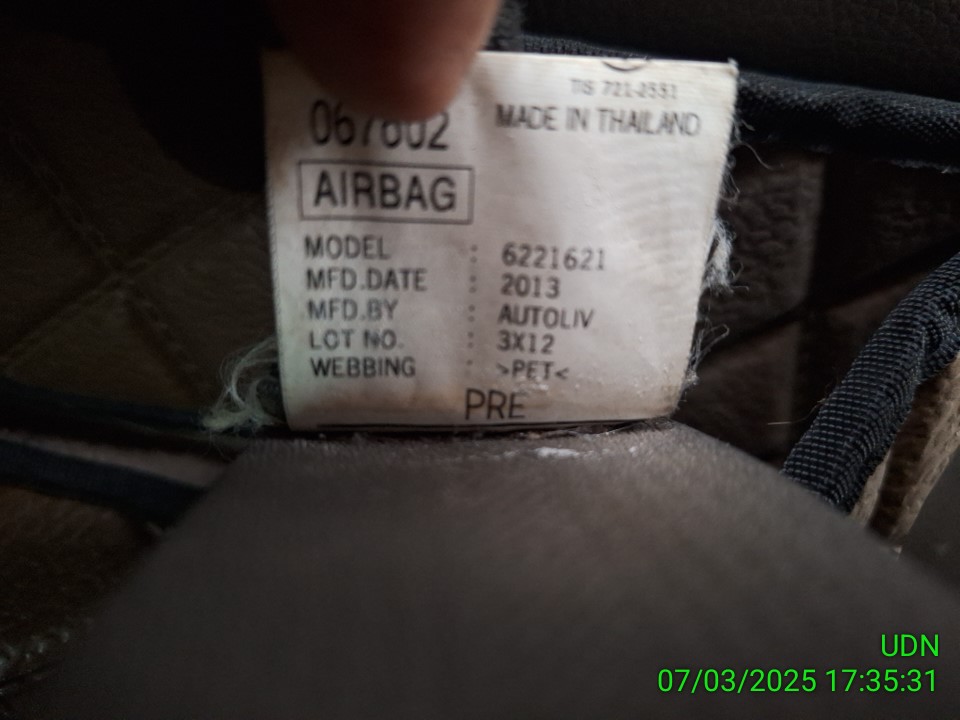 TIS 721-2551
MADE IN THAILAND
AIRBAG
MODEL : 6221621
MFD.DATE : 2013
MFD.BY : AUTOLIV
LOT NO. : 3X12
WEBBING : >PET<
PRE
UDN
07/03/2025 17:35:31